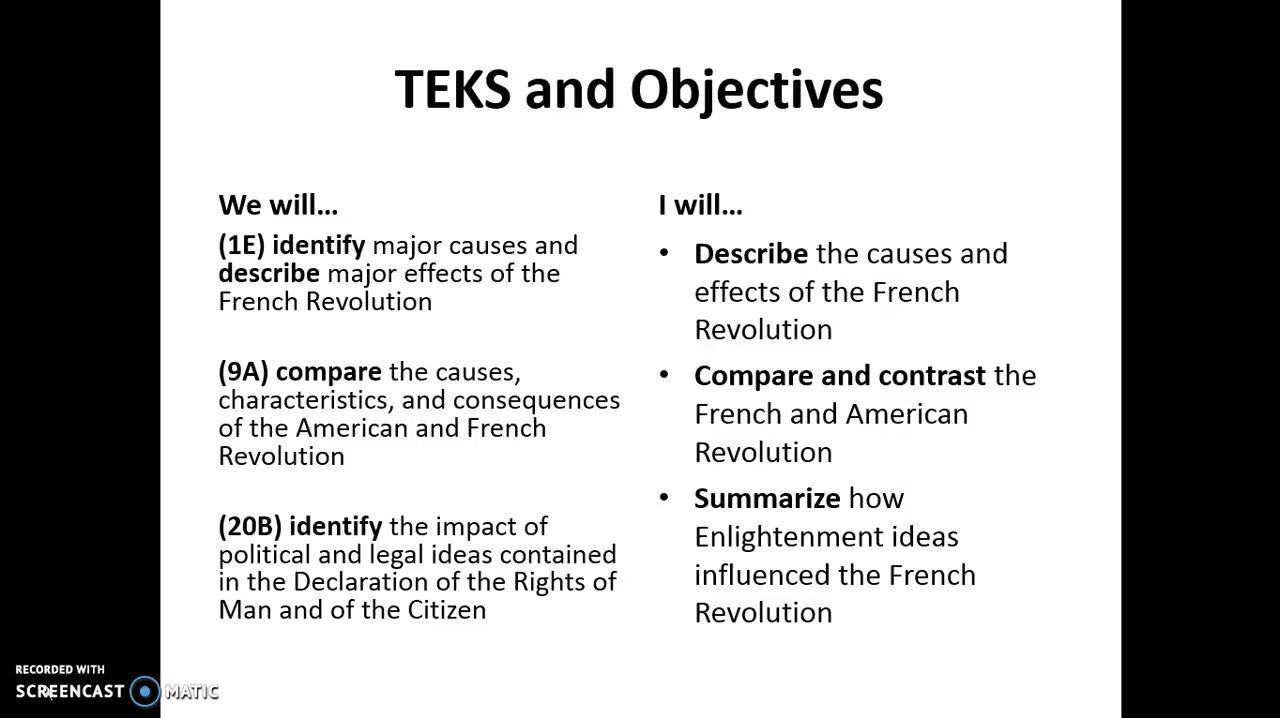 TEKS and Objectives
We will...
(1E) identify major causes and
describe major effects of the
French Revolution
(9A) compare the causes,
characteristics, and consequences
of the American and French
Revolution
(20B) identify the impact of
political and legal ideas contained
in the Declaration of the Rights of
Man and of the Citizen
I will...
• Describe the causes and
effects of the French
Revolution
• Compare and contrast the
French and American
Revolution
• Summarize how
Enlightenment ideas
influenced the French
Revolution
RECORDED WITH
SCREENCAST MATIC